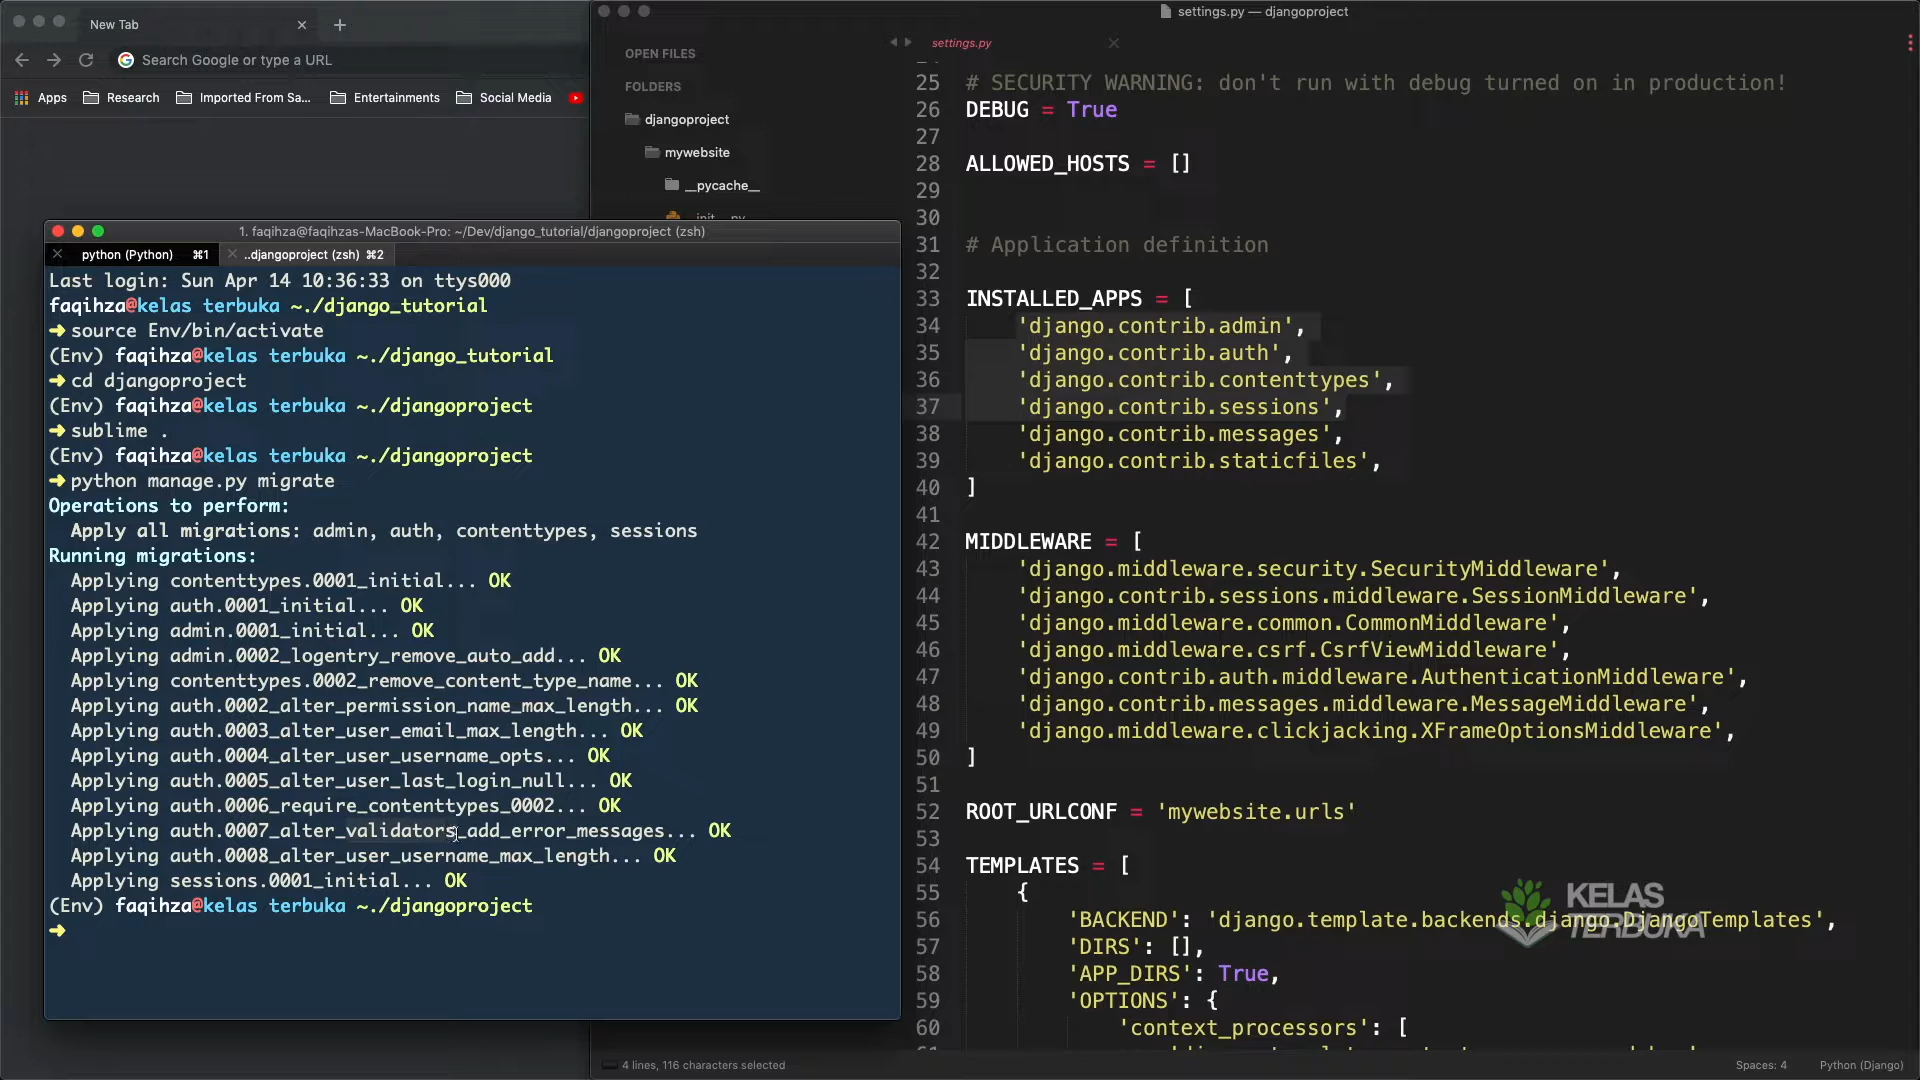 New Tab
Search Google or type a URL
Apps
Research
Imported From Sa...
Entertainments
Social Media
settings.py — djangoproject
OPEN FILES
FOLDERS
djangoproject
mywebsite
__pycache__
settings.py
25 # SECURITY WARNING: don't run with debug turned on in production!
26 DEBUG = True
27
28 ALLOWED_HOSTS = []
29
30
31 # Application definition
32
33 INSTALLED_APPS = [
34 'django.contrib.admin',
35 'django.contrib.auth',
36 'django.contrib.contenttypes',
37 'django.contrib.sessions',
38 'django.contrib.messages',
39 'django.contrib.staticfiles',
40 ]
41
42 MIDDLEWARE = [
43 'django.middleware.security.SecurityMiddleware',
44 'django.contrib.sessions.middleware.SessionMiddleware',
45 'django.middleware.common.CommonMiddleware',
46 'django.middleware.csrf.CsrfViewMiddleware',
47 'django.contrib.auth.middleware.AuthenticationMiddleware',
48 'django.contrib.messages.middleware.MessageMiddleware',
49 'django.middleware.clickjacking.XFrameOptionsMiddleware',
50 ]
51
52 ROOT_URLCONF = 'mywebsite.urls'
53
54 TEMPLATES = [
55 {
56 'BACKEND': 'django.template.backends.django.DjangoTemplates',
57 'DIRS': [],
58 'APP_DIRS': True,
59 'OPTIONS': {
60 'context_processors': [
KELAS
TERBUKA
4 lines, 116 characters selected
Spaces: 4
Python (Django)
1. faqihza@faqihzas-MacBook-Pro: ~/Dev/django_tutorial/djangoproject (zsh)
python (Python) ⌘1
..djangoproject (zsh) ⌘2
Last login: Sun Apr 14 10:36:33 on ttys000
faqihza@kelas terbuka ~./django_tutorial
➜ source Env/bin/activate
(Env) faqihza@kelas terbuka ~./django_tutorial
➜ cd djangoproject
(Env) faqihza@kelas terbuka ~./djangoproject
➜ sublime .
(Env) faqihza@kelas terbuka ~./djangoproject
➜ python manage.py migrate
Operations to perform:
Apply all migrations: admin, auth, contenttypes, sessions
Running migrations:
Applying contenttypes.0001_initial... OK
Applying auth.0001_initial... OK
Applying admin.0001_initial... OK
Applying admin.0002_logentry_remove_auto_add... OK
Applying contenttypes.0002_remove_content_type_name... OK
Applying auth.0002_alter_permission_name_max_length... OK
Applying auth.0003_alter_user_email_max_length... OK
Applying auth.0004_alter_user_username_opts... OK
Applying auth.0005_alter_user_last_login_null... OK
Applying auth.0006_require_contenttypes_0002... OK
Applying auth.0007_alter_validators_add_error_messages... OK
Applying auth.0008_alter_user_username_max_length... OK
Applying sessions.0001_initial... OK
(Env) faqihza@kelas terbuka ~./djangoproject
➜